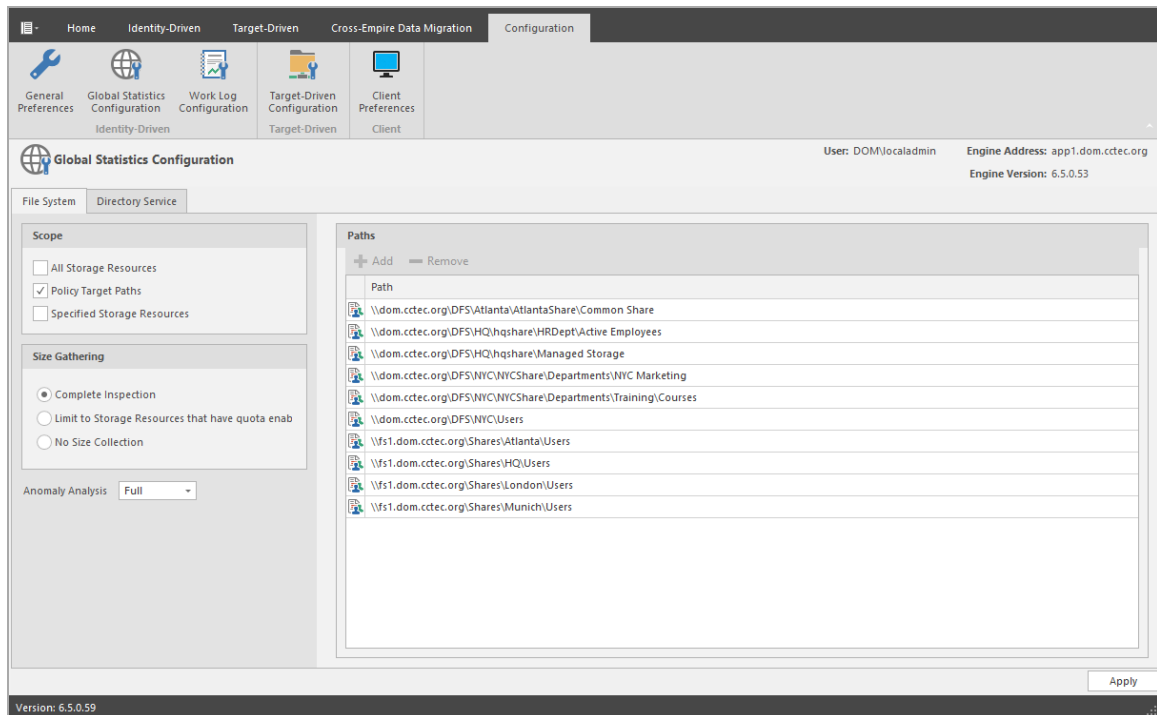 Home Identity-Driven Target-Driven Cross-Empire Data Migration Configuration
General Preferences
Global Statistics Configuration
Work Log Configuration
Target-Driven Configuration
Client Preferences
Identity-Driven Target-Driven Client
Global Statistics Configuration
User: DOM\localadmin
Engine Address: app1.dom.cctec.org
Engine Version: 6.5.0.53
File System Directory Service
Scope
All Storage Resources
Policy Target Paths
Specified Storage Resources
Size Gathering
Complete Inspection
Limit to Storage Resources that have quota enab
No Size Collection
Anomaly Analysis Full
Paths
Add Remove
Path
\\dom.cctec.org\DFS\Atlanta\AtlantaShare\Common Share
\\dom.cctec.org\DFS\HQ\hqshare\HRDept\Active Employees
\\dom.cctec.org\DFS\HQ\hqshare\Managed Storage
\\dom.cctec.org\DFS\NYC\NYCShare\Departments\NYC Marketing
\\dom.cctec.org\DFS\NYC\NYCShare\Departments\Training\Courses
\\dom.cctec.org\DFS\NYC\Users
\\fs1.dom.cctec.org\Shares\Atlanta\Users
\\fs1.dom.cctec.org\Shares\HQ\Users
\\fs1.dom.cctec.org\Shares\London\Users
\\fs1.dom.cctec.org\Shares\Munich\Users
Apply
Version: 6.5.0.59